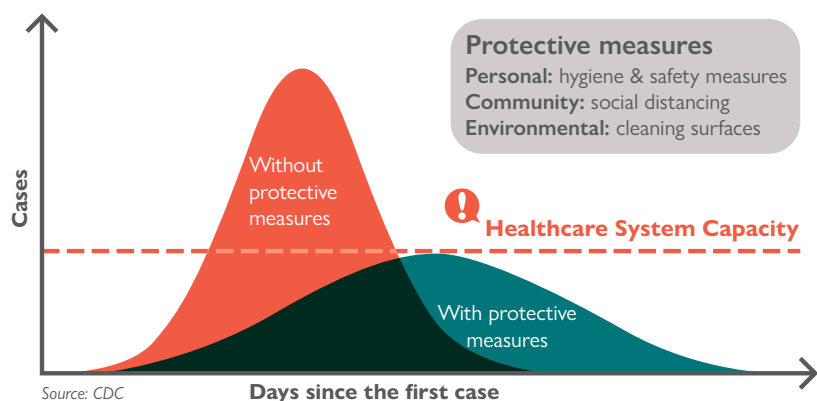 Protective measures
Personal: hygiene & safety measures
Community: social distancing
Environmental: cleaning surfaces
Cases
Without
protective
measures
!
Healthcare System Capacity
With protective
measures
Source: CDC
Days since the first case